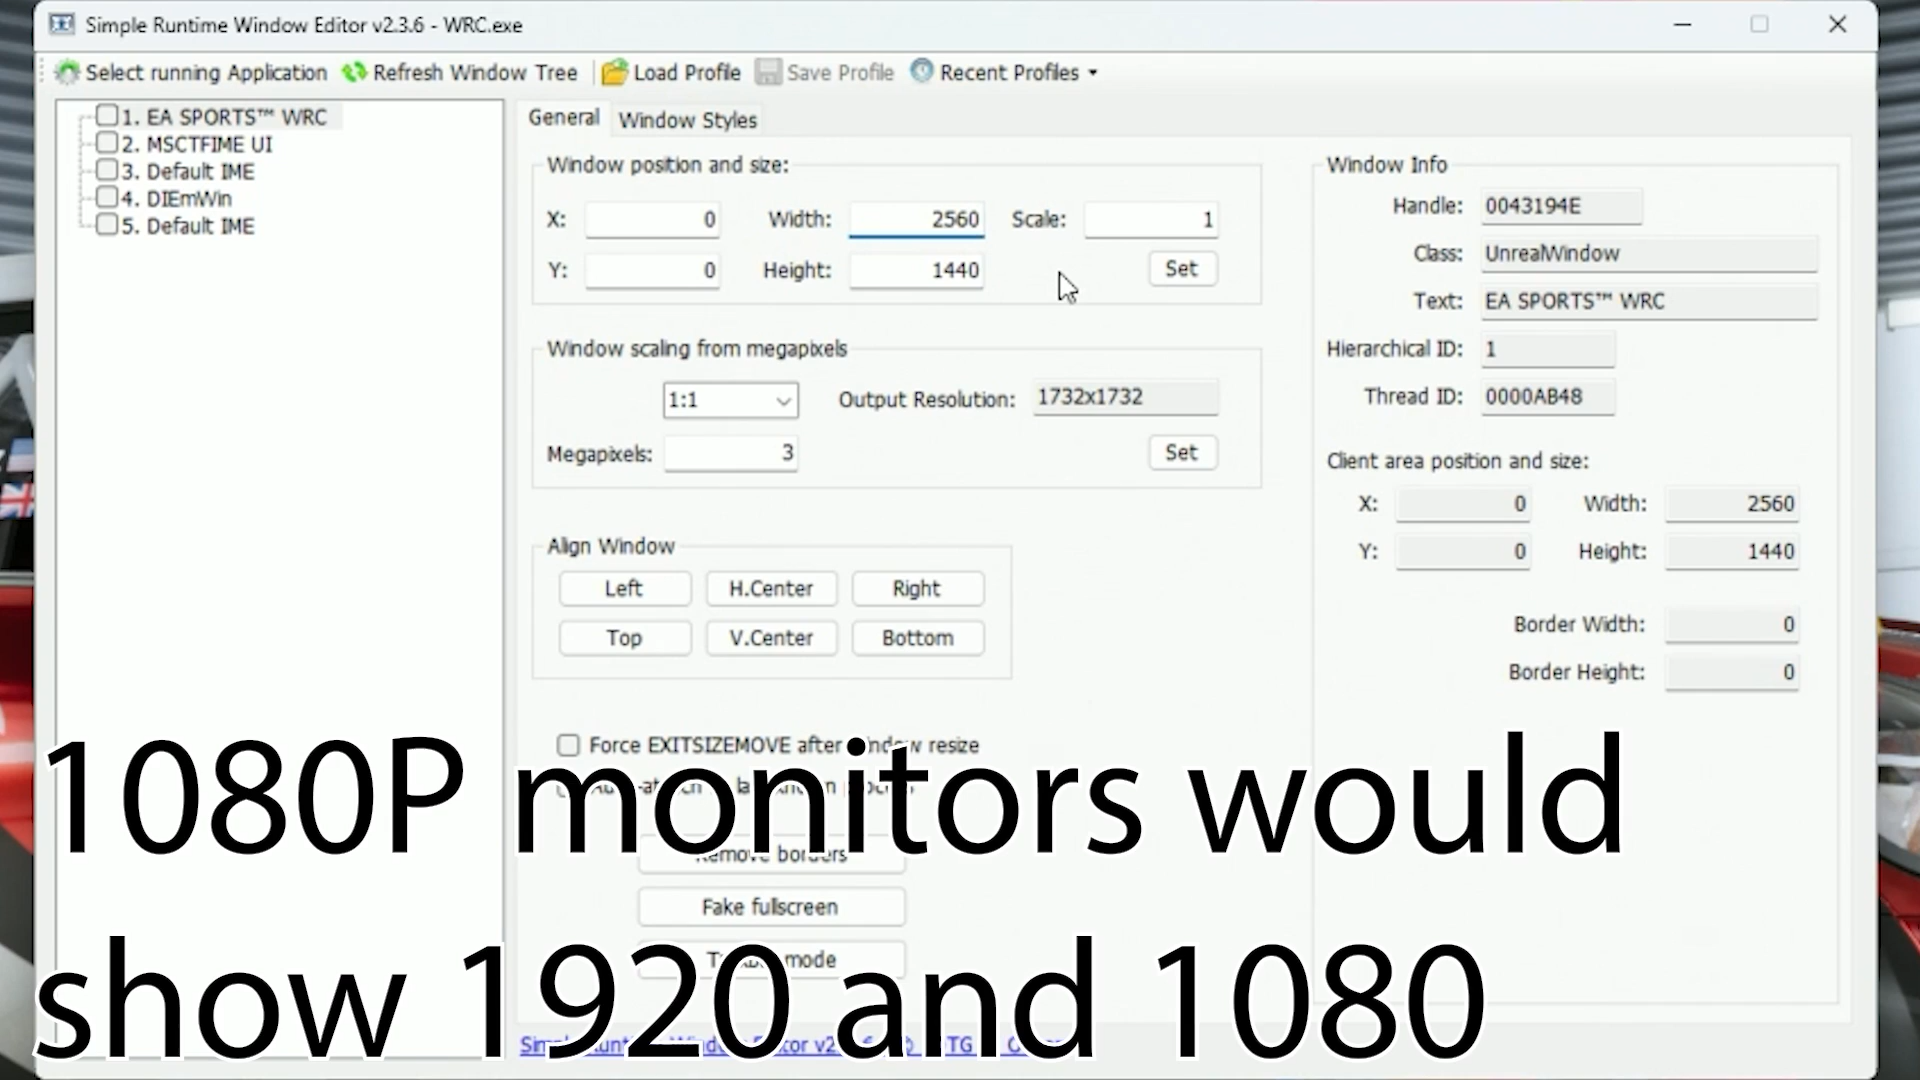 Simple Runtime Window Editor v2.3.6 - WRC.exe
Select running Application Refresh Window Tree Load Profile Save Profile Recent Profiles
1. EA SPORTS™ WRC
2. MSCTFIME UI
3. Default IME
4. DIEmWin
5. Default IME
General Window Styles
Window position and size:
X: 0 Width: 2560 Scale: 1
Y: 0 Height: 1440 Set
Window scaling from megapixels
1:1 Output Resolution: 1732x1732
Megapixels: 3 Set
Align Window
Left H.Center Right
Top V.Center Bottom
Force EXITSIZEMOVE after window resize
Remove borders
Fake fullscreen
mode
Window Info
Handle: 0043194E
Class: UnrealWindow
Text: EA SPORTS™ WRC
Hierarchical ID: 1
Thread ID: 0000AB48
Client area position and size:
X: 0 Width: 2560
Y: 0 Height: 1440
Border Width: 0
Border Height: 0
1080P monitors would
show 1920 and 1080